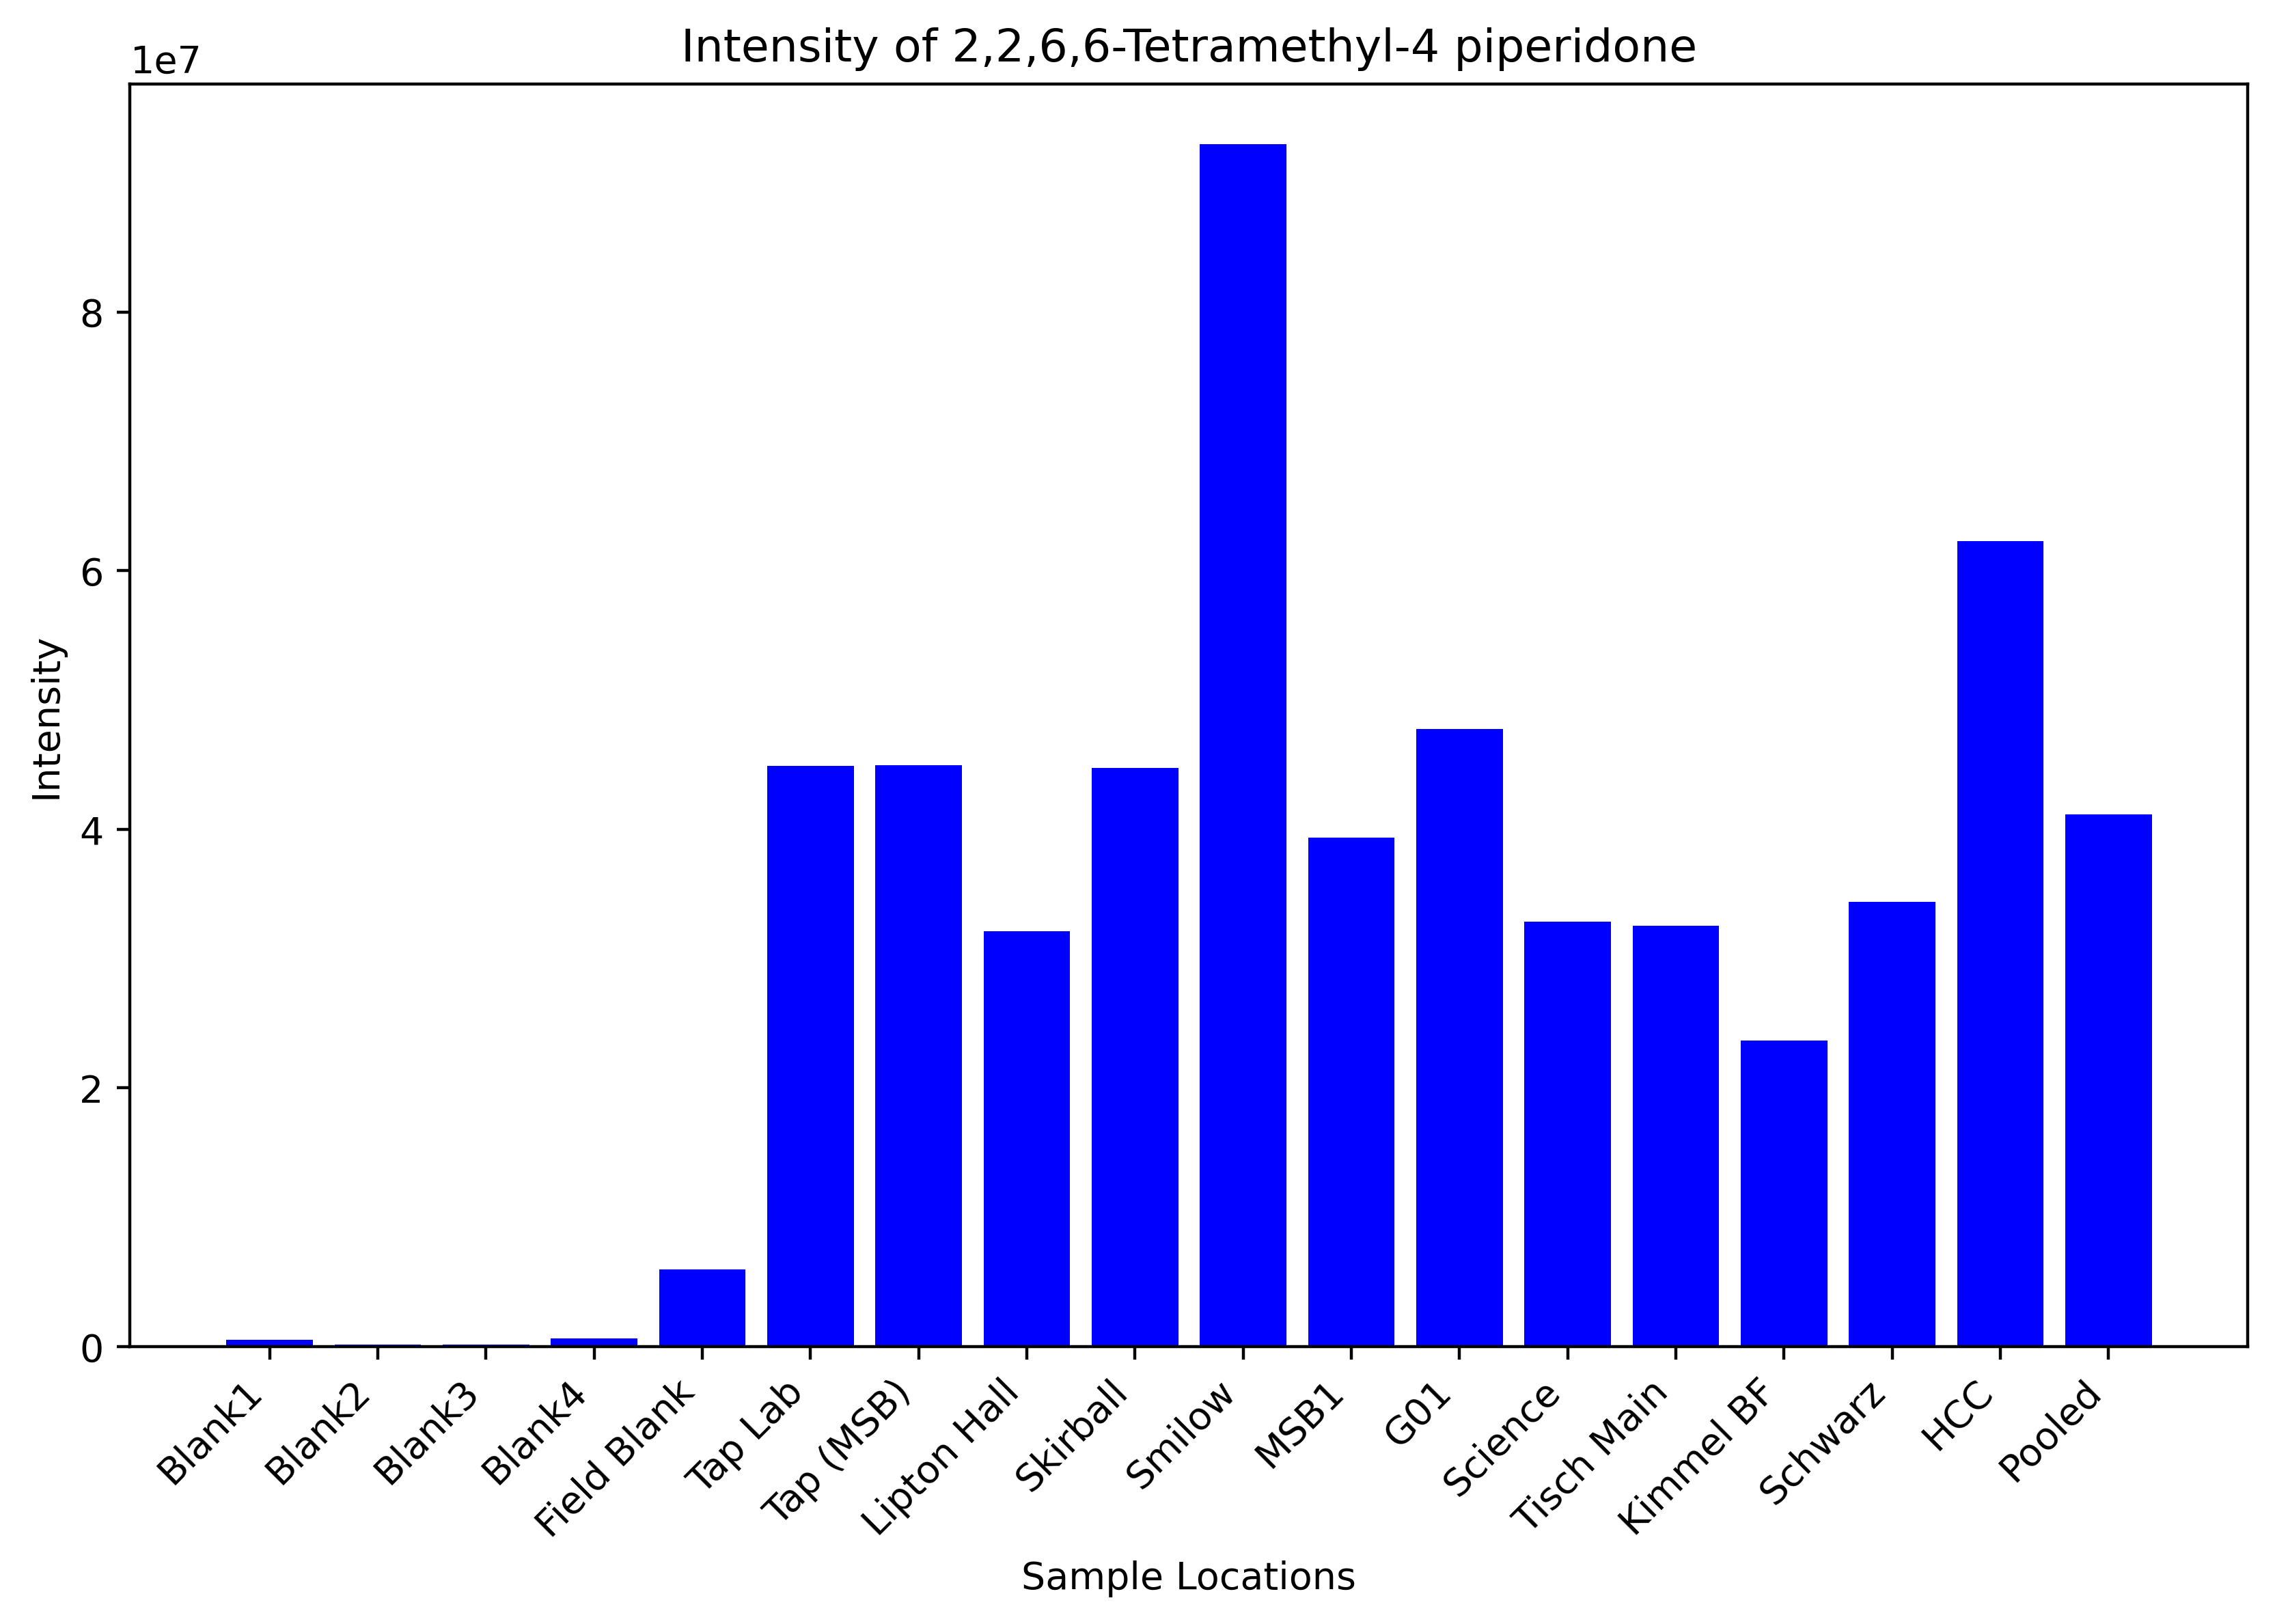 Intensity of 2,2,6,6-Tetramethyl-4 piperidone
1e7
8
6
4
2
0
Intensity
Blank1
Blank2
Blank3
Blank4
Field Blank
Tap Lab
Tap (MSB)
Lipton Hall
Skirball
Smilow
MSB1
G01
Science
Tisch Main
Kimmel BF
Schwarz
HCC
Pooled
Sample Locations